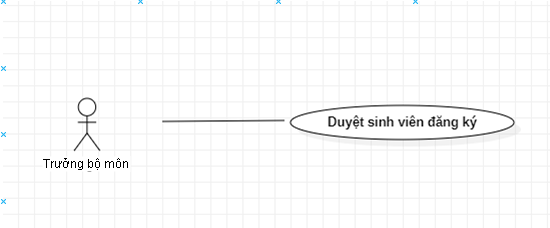 Duyệt sinh viên đăng ký
Trưởng bộ môn